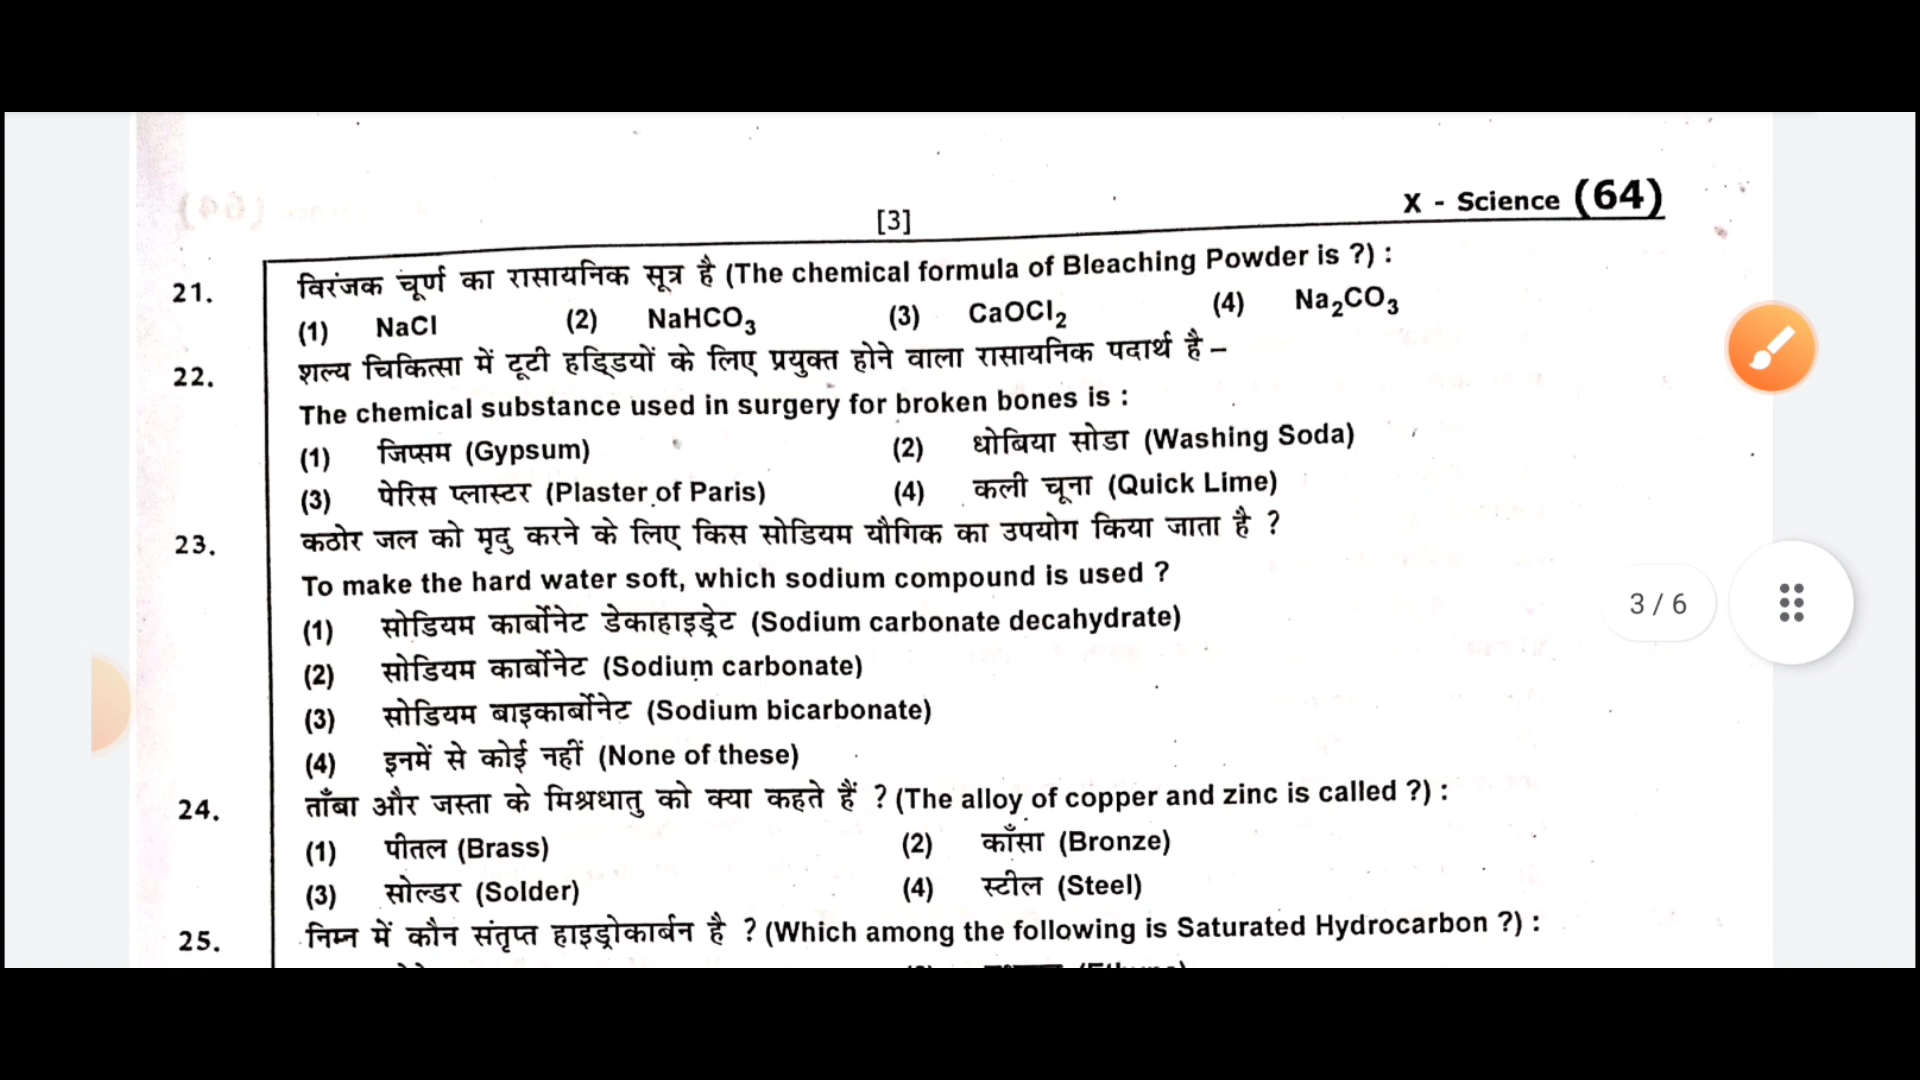 X - Science (64)
[3]
21. विरंजक चूर्ण का रासायनिक सूत्र है (The chemical formula of Bleaching Powder is ?) :
(1) NaCl (2) NaHCO₃ (3) CaOCl₂ (4) Na₂CO₃
22. शल्य चिकित्सा में टूटी हड्डियों के लिए प्रयुक्त होने वाला रासायनिक पदार्थ है –
The chemical substance used in surgery for broken bones is :
(1) जिप्सम (Gypsum) (2) धोबिया सोडा (Washing Soda)
(3) पेरिस प्लास्टर (Plaster of Paris) (4) कली चूना (Quick Lime)
23. कठोर जल को मृदु करने के लिए किस सोडियम यौगिक का उपयोग किया जाता है ?
To make the hard water soft, which sodium compound is used ?
(1) सोडियम कार्बोनेट डेकाहाइड्रेट (Sodium carbonate decahydrate)
(2) सोडियम कार्बोनेट (Sodium carbonate)
(3) सोडियम बाइकार्बोनेट (Sodium bicarbonate)
(4) इनमें से कोई नहीं (None of these)
24. ताँबा और जस्ता के मिश्रधातु को क्या कहते हैं ? (The alloy of copper and zinc is called ?) :
(1) पीतल (Brass) (2) काँसा (Bronze)
(3) सोल्डर (Solder) (4) स्टील (Steel)
25. निम्न में कौन संतृप्त हाइड्रोकार्बन है ? (Which among the following is Saturated Hydrocarbon ?) :
3 / 6